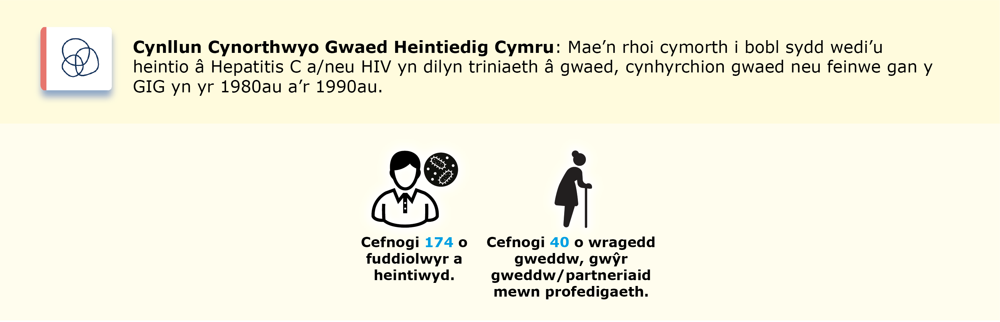 Cynllun Cynorthwyo Gwaed Heintiedig Cymru: Mae’n rhoi cymorth i bobl sydd wedi’u
heintio â Hepatitis C a/neu HIV yn dilyn triniaeth â gwaed, cynhyrchion gwaed neu feinwe gan y
GIG yn yr 1980au a’r 1990au.
Cefnogi 174 o
fuddiolwyr a
heintiwyd.
Cefnogi 40 o wragedd
gweddw, gwŷr
gweddw/partneriaid
mewn profedigaeth.